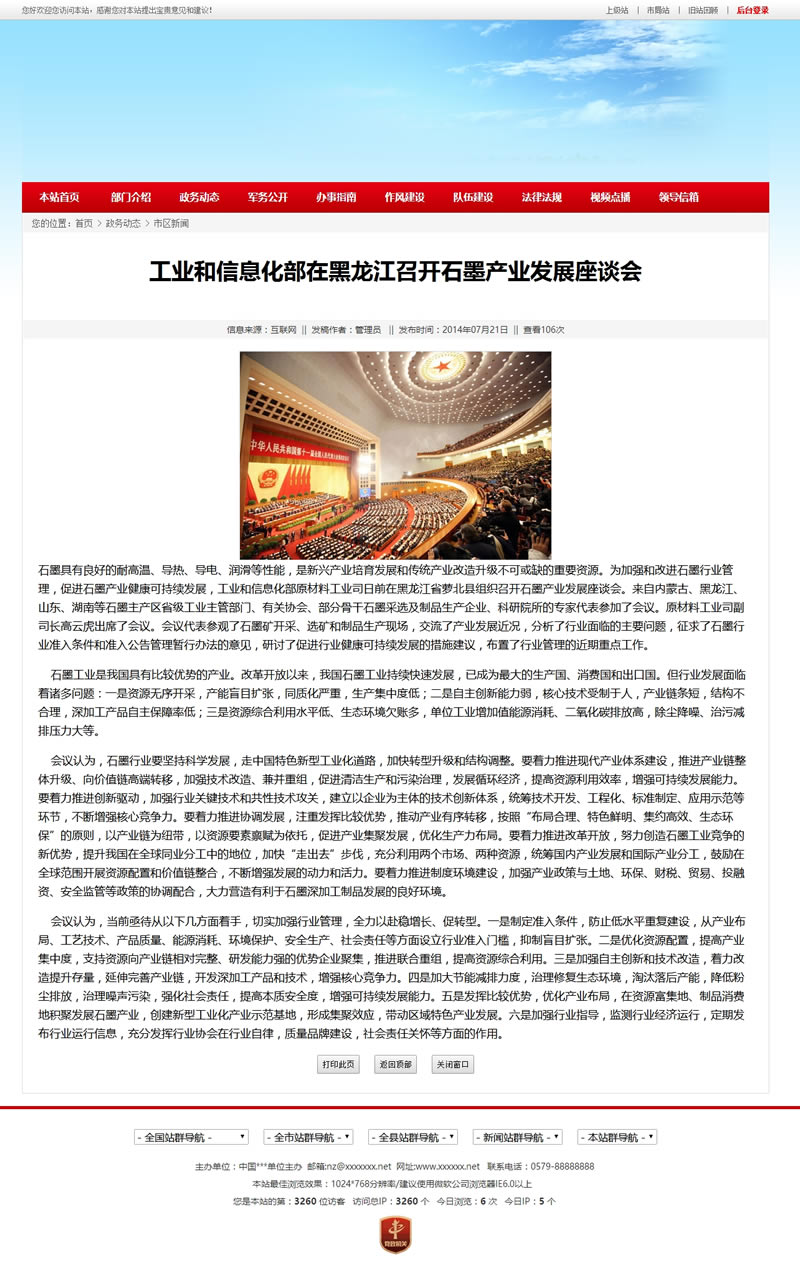 您好欢迎您访问本站，感谢您对本站提出宝贵意见和建议！
上级站 | 市局站 | 旧站回顾 | 后台登录
本站首页 部门介绍 政务动态 军务公开 办事指南 作风建设 队伍建设 法律法规 视频点播 领导信箱
您的位置：首页 > 政务动态 > 市区新闻
工业和信息化部在黑龙江召开石墨产业发展座谈会
信息来源：互联网 || 发稿作者：管理员 || 发布时间：2014年07月21日 || 查看106次
石墨具有良好的耐高温、导热、导电、润滑等性能，是新兴产业培育发展和传统产业改造升级不可或缺的重要资源。为加强和改进石墨行业管
理，促进石墨产业健康可持续发展，工业和信息化部原材料工业司日前在黑龙江省萝北县组织召开石墨产业发展座谈会。来自内蒙古、黑龙江、
山东、湖南等石墨主产区省级工业主管部门、有关协会、部分骨干石墨采选及制品生产企业、科研院所的专家代表参加了会议。原材料工业司副
司长高云虎出席了会议。会议代表参观了石墨矿开采、选矿和制品生产现场，交流了产业发展近况，分析了行业面临的主要问题，征求了石墨行
业准入条件和准入公告管理暂行办法的意见，研讨了促进行业健康可持续发展的措施建议，布置了行业管理的近期重点工作。
石墨工业是我国具有比较优势的产业。改革开放以来，我国石墨工业持续快速发展，已成为最大的生产国、消费国和出口国。但行业发展面临
着诸多问题：一是资源无序开采，产能盲目扩张，同质化严重，生产集中度低；二是自主创新能力弱，核心技术受制于人，产业链条短，结构不
合理，深加工产品自主保障率低；三是资源综合利用水平低、生态环境欠账多，单位工业增加值能源消耗、二氧化碳排放高，除尘降噪、治污减
排压力大等。
会议认为，石墨行业要坚持科学发展，走中国特色新型工业化道路，加快转型升级和结构调整。要着力推进现代产业体系建设，推进产业链整
体升级、向价值链高端转移，加强技术改造、兼并重组，促进清洁生产和污染治理，发展循环经济，提高资源利用效率，增强可持续发展能力。
要着力推进创新驱动，加强行业关键技术和共性技术攻关，建立以企业为主体的技术创新体系，统筹技术开发、工程化、标准制定、应用示范等
环节，不断增强核心竞争力。要着力推进协调发展，注重发挥比较优势，推动产业有序转移，按照“布局合理、特色鲜明、集约高效、生态环
保”的原则，以产业链为纽带，以资源要素禀赋为依托，促进产业集聚发展，优化生产力布局。要着力推进改革开放，努力创造石墨工业竞争的
新优势，提升我国在全球同业分工中的地位，加快“走出去”步伐，充分利用两个市场、两种资源，统筹国内产业发展和国际产业分工，鼓励在
全球范围开展资源配置和价值链整合，不断增强发展的动力和活力。要着力推进制度环境建设，加强产业政策与土地、环保、财税、贸易、投融
资、安全监管等政策的协调配合，大力营造有利于石墨深加工制品发展的良好环境。
会议认为，当前亟待从以下几方面着手，切实加强行业管理，全力以赴稳增长、促转型。一是制定准入条件，防止低水平重复建设，从产业布
局、工艺技术、产品质量、能源消耗、环境保护、安全生产、社会责任等方面设立行业准入门槛，抑制盲目扩张。二是优化资源配置，提高产业
集中度，支持资源向产业链相对完整、研发能力强的优势企业聚集，推进联合重组，提高资源综合利用。三是加强自主创新和技术改造，着力改
造提升存量，延伸完善产业链，开发深加工产品和技术，增强核心竞争力。四是加大节能减排力度，治理修复生态环境，淘汰落后产能，降低粉
尘排放，治理噪声污染，强化社会责任，提高本质安全度，增强可持续发展能力。五是发挥比较优势，优化产业布局，在资源富集地、制品消费
地积聚发展石墨产业，创建新型工业化产业示范基地，形成集聚效应，带动区域特色产业发展。六是加强行业指导，监测行业经济运行，定期发
布行业运行信息，充分发挥行业协会在行业自律，质量品牌建设，社会责任关怀等方面的作用。
打印此页 返回顶部 关闭窗口
- 全国站群导航 - - 全市站群导航 - - 全县站群导航 - - 新闻站群导航 - - 本站群导航 -
主办单位：中国***单位主办 邮箱:nz@xxxxxxx.net 网址:www.xxxxxx.net 联系电话：0579-88888888
本站最佳浏览效果：1024*768分辨率/建议使用微软公司浏览器IE6.0以上
您是本站的第：3260 位访客 访问总IP：3260 个 今日浏览：6 次 今日IP：5 个
党政机关